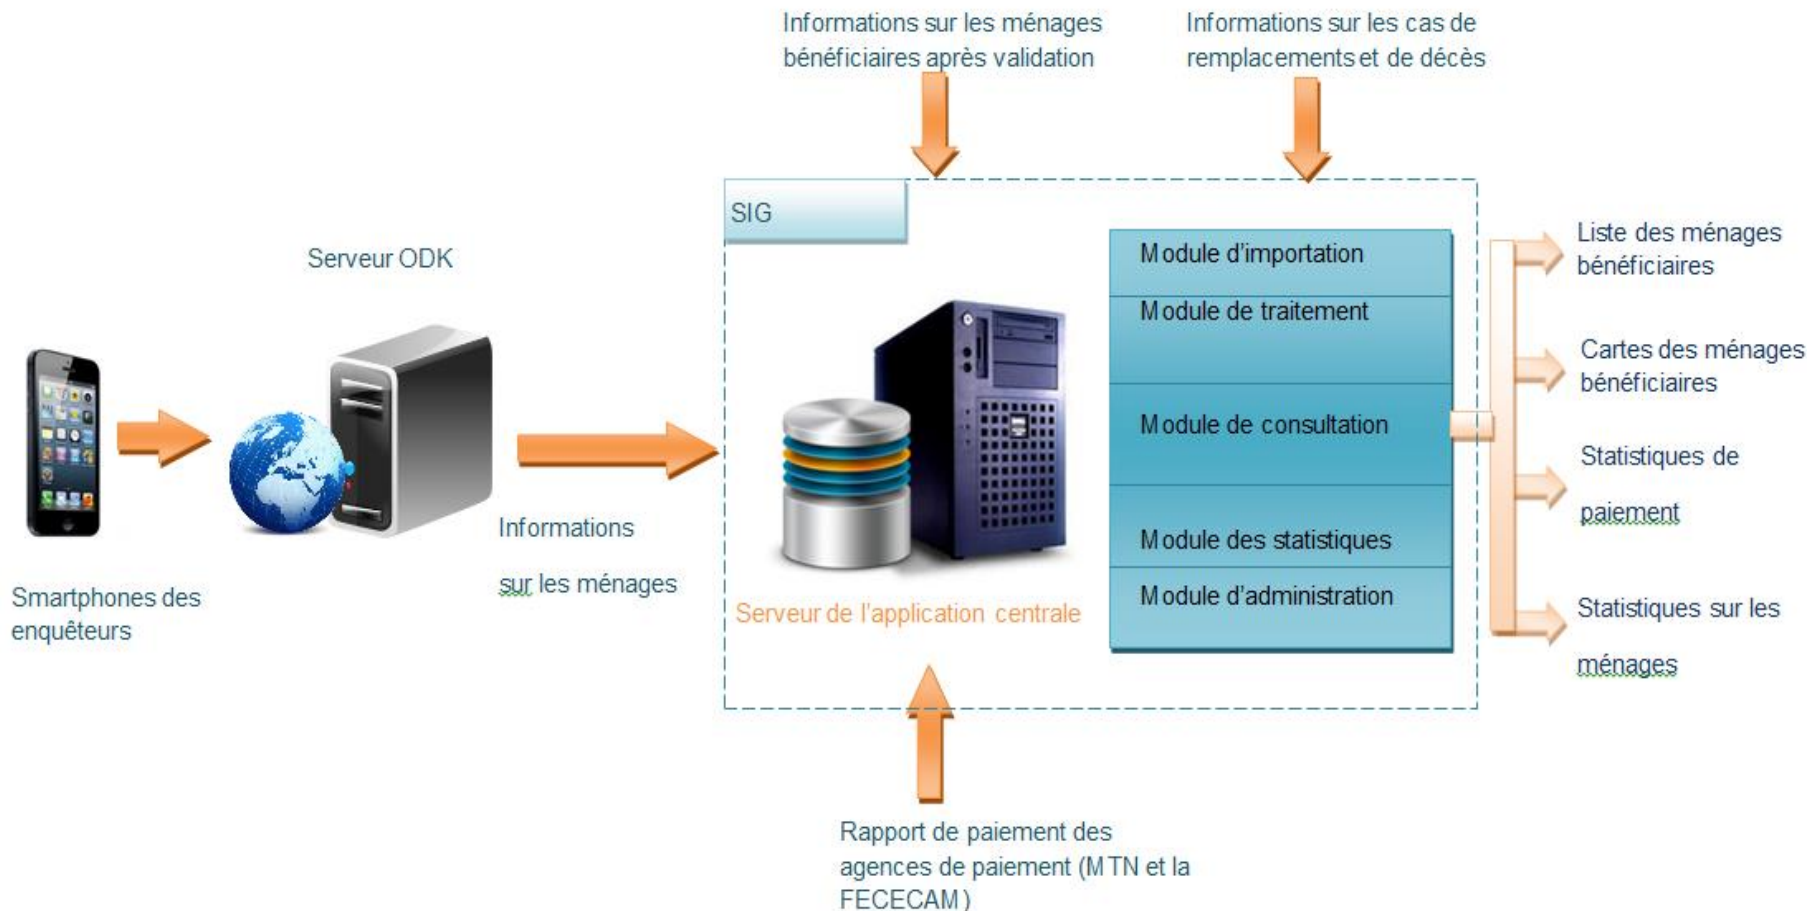 Informations sur les ménages
bénéficiaires après validation
Informations sur les cas de
remplacements et de décès
SIG
Serveur ODK
Smartphones des
enquêteurs
Informations
sur les ménages
Serveur de l'application centrale
Module d'importation
Module de traitement
Module de consultation
Module des statistiques
Module d'administration
Liste des ménages
bénéficiaires
Cartes des ménages
bénéficiaires
Statistiques de
paiement
Statistiques sur les
ménages
Rapport de paiement des
agences de paiement (MTN et la
FECECAM)